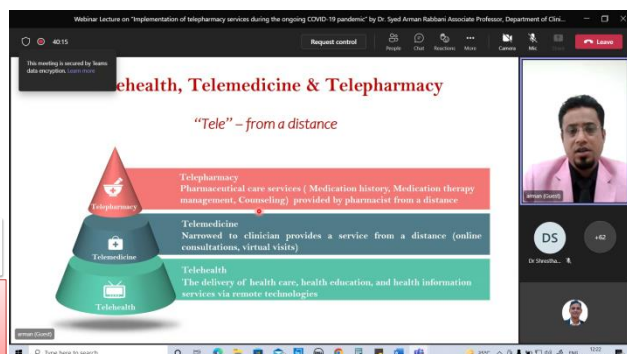 Webinar Lecture on "Implementation of telepharmacy services during the ongoing COVID-19 pandemic" by Dr. Syed Arman Rabbani Associate Professor, Department of Clini...
40:15
Request control
People
Chat
Reactions
More
Camera
Mic
Share
Leave
This meeting is secured by Teams
data encryption. Learn more
ehealth, Telemedicine & Telepharmacy
"Tele" – from a distance
Telepharmacy
Telepharmacy
Pharmaceutical care services ( Medication history, Medication therapy
management, Counseling) provided by pharmacist from a distance
Telemedicine
Telemedicine
Narrowed to clinician provides a service from a distance (online
consultations, virtual visits)
Telehealth
Telehealth
The delivery of health care, health education, and health information
services via remote technologies
arman (Guest)
arman (Guest)
DS
Dr Shrestha...
+62
Type here to search
ENG
12:22